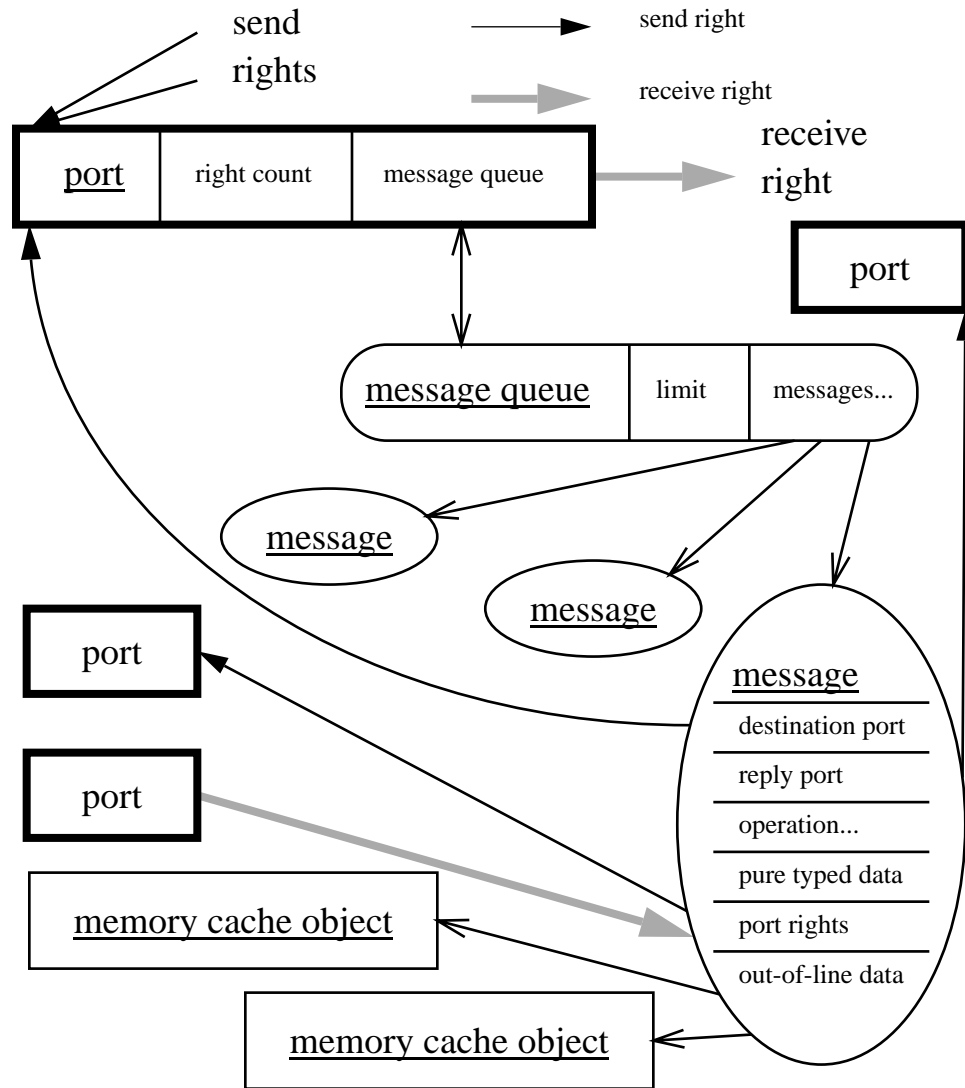 send
rights
send right
receive right
port
right count
message queue
receive
right
port
message queue
limit
messages...
message
message
port
port
message
destination port
reply port
operation...
pure typed data
port rights
out-of-line data
memory cache object
memory cache object